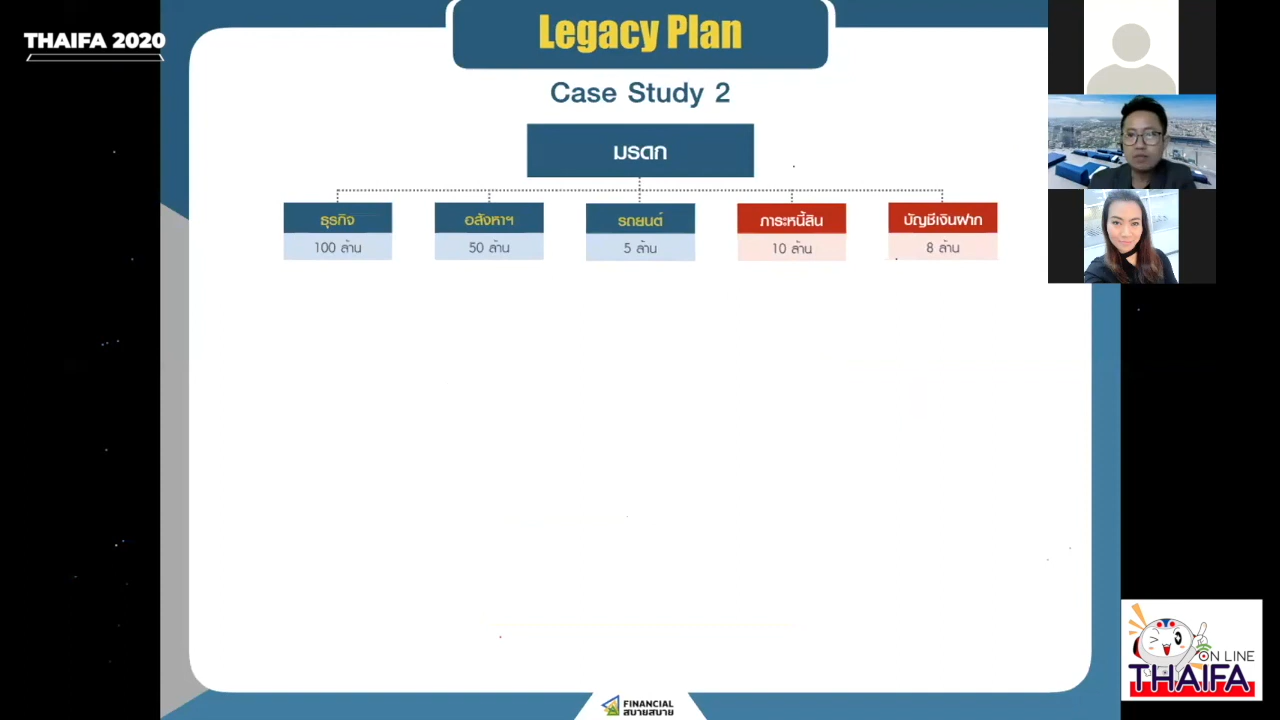 THAIFA 2020
Legacy Plan
Case Study 2
มรดก
ธุรกิจ
100 ล้าน
อสังหาฯ
50 ล้าน
รถยนต์
5 ล้าน
ภาระหนี้สิน
10 ล้าน
บัญชีเงินฝาก
8 ล้าน
FINANCIAL
สบายสบาย
ON LINE
THAIFA